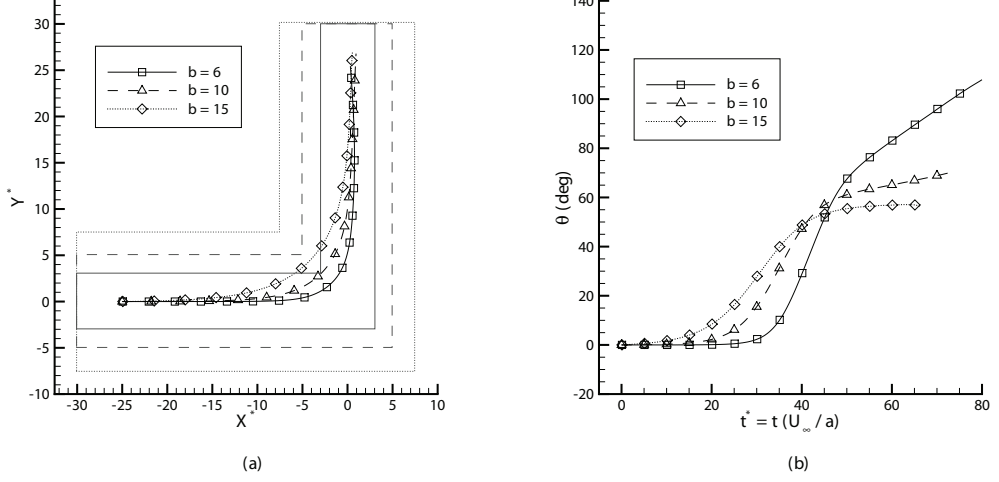 30
25
20
15
10
5
0
-5
-10
Y*
b = 6
b = 10
b = 15
-30 -25 -20 -15 -10 -5 0 5 10
X*
(a)
140
120
100
80
60
40
20
0
-20
θ (deg)
b = 6
b = 10
b = 15
0 20 40 60 80
t* = t (U∞ / a)
(b)